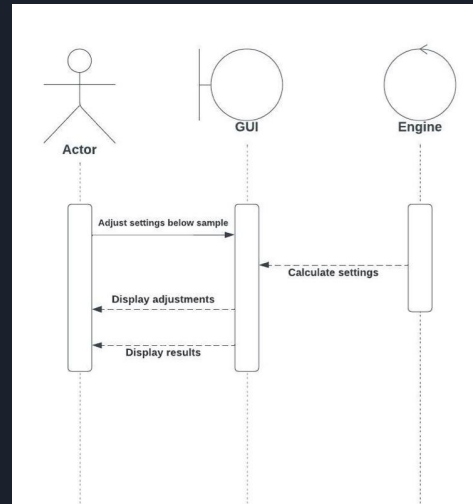 GUI
Engine
Actor
Adjust settings below sample
Calculate settings
Display adjustments
Display results